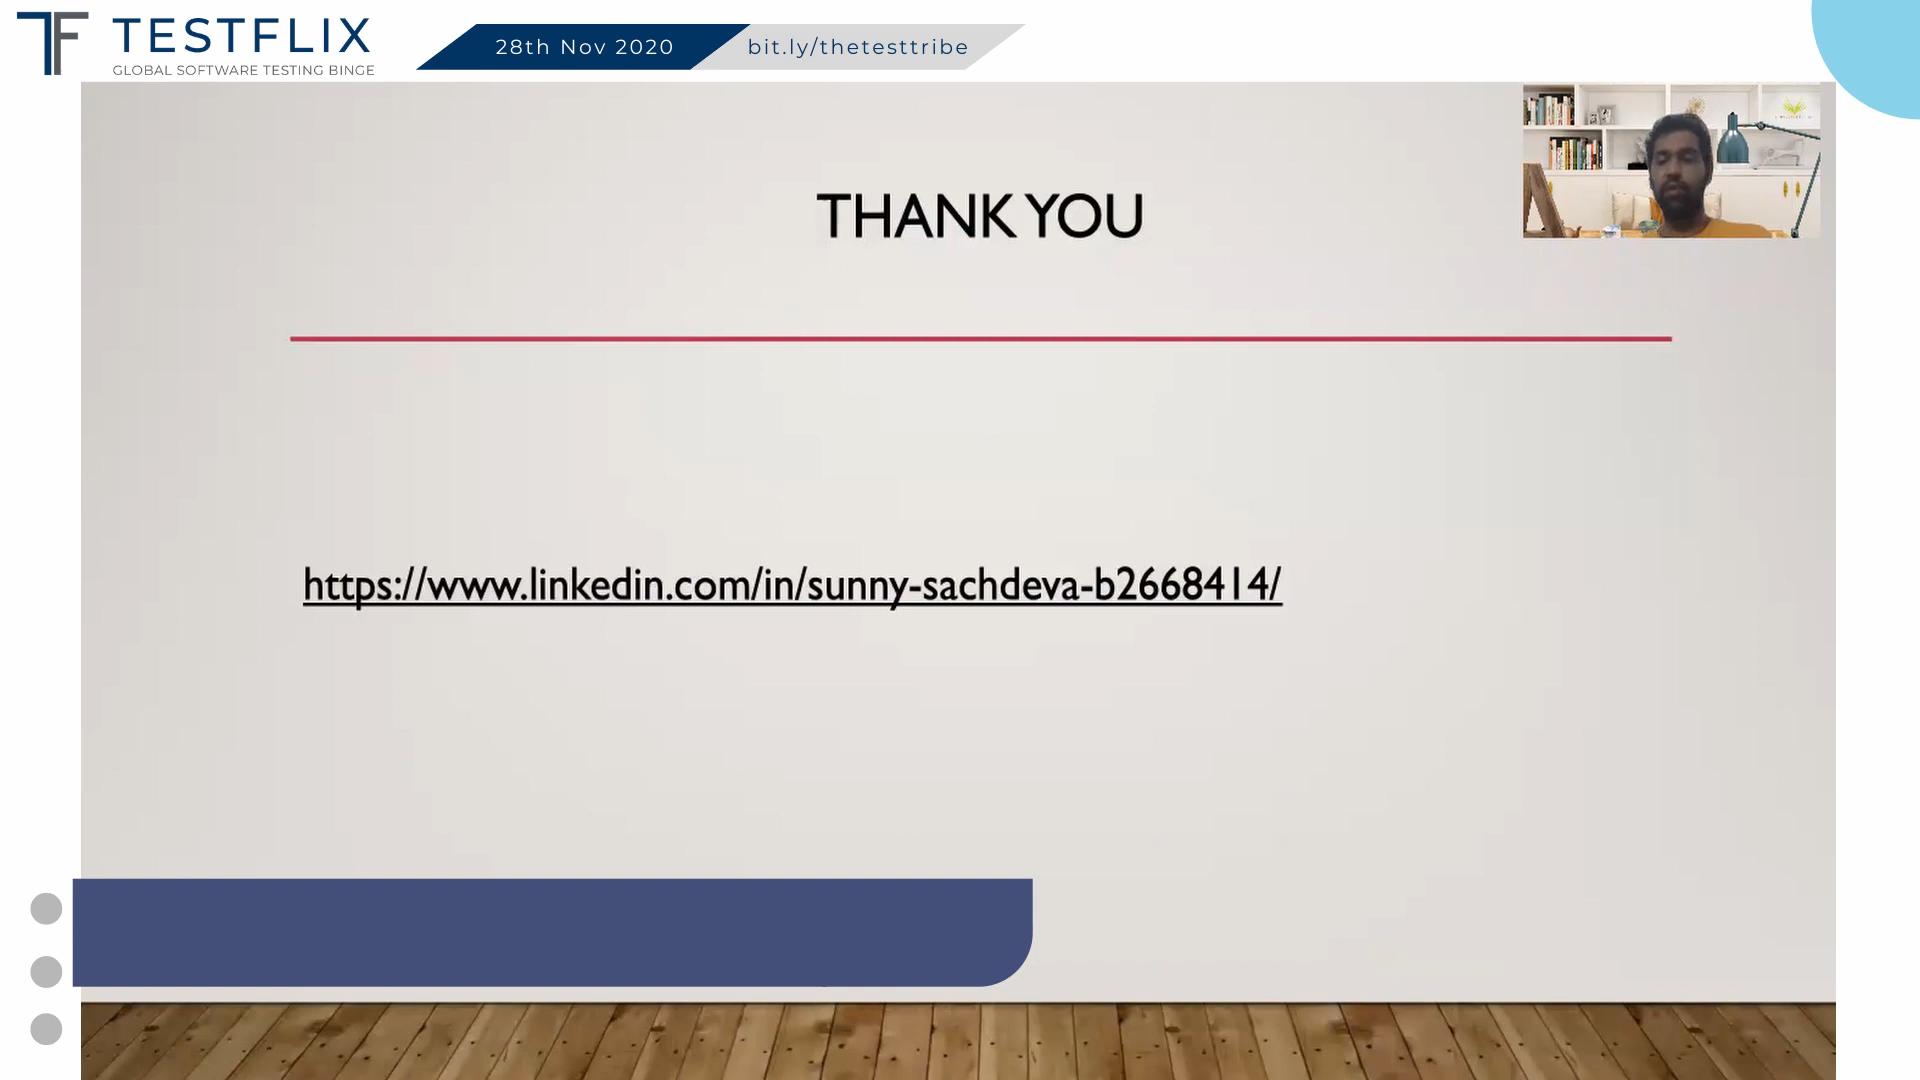 TF TESTFLIX
GLOBAL SOFTWARE TESTING BINGE
28th Nov 2020
bit.ly/thetesttribe
THANK YOU
https://www.linkedin.com/in/sunny-sachdeva-b2668414/